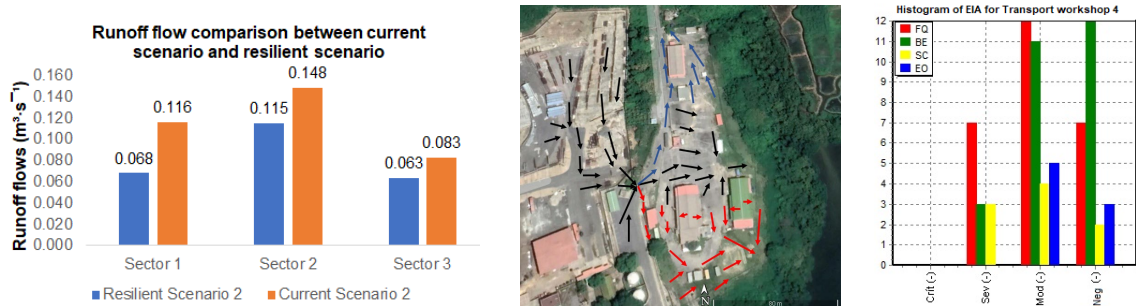 Runoff flow comparison between current
scenario and resilient scenario
Runoff flows (m³·s⁻¹)
0.160
0.140
0.120
0.100
0.080
0.060
0.040
0.020
0.000
0.068
0.116
0.115
0.148
0.063
0.083
Sector 1
Sector 2
Sector 3
Resilient Scenario 2
Current Scenario 2
N
80 m
Histogram of EIA for Transport workshop 4
FQ
BE
SC
EO
12
11
10
9
8
7
6
5
4
3
2
1
0
Crit (-)
Sev (-)
Mod (-)
Neg (-)